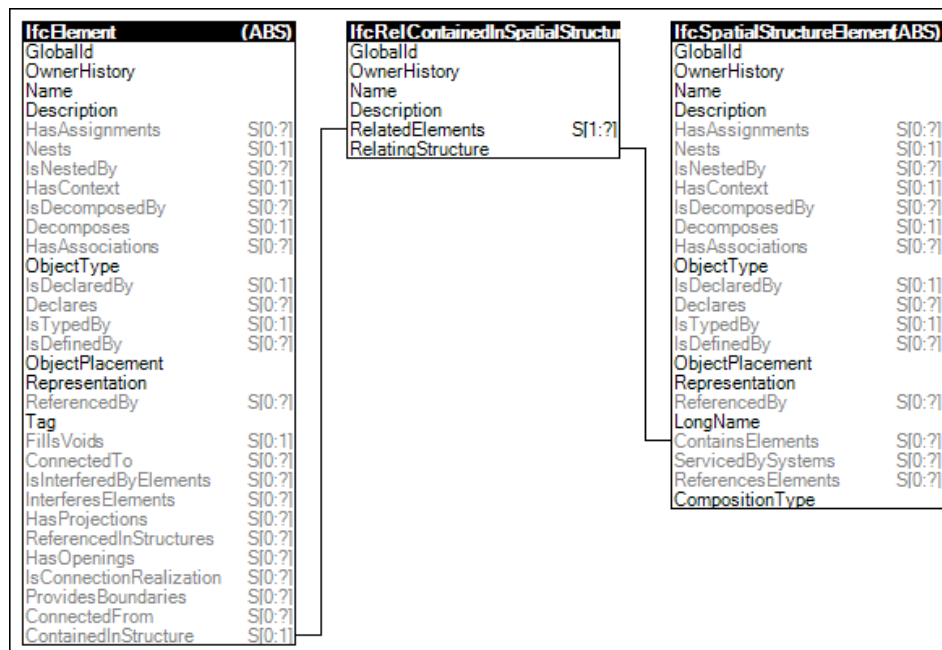 IfcElement (ABS)
GlobalId
OwnerHistory
Name
Description
HasAssignments S[0:?]
Nests S[0:1]
IsNestedBy S[0:?]
HasContext S[0:1]
IsDecomposedBy S[0:?]
Decomposes S[0:1]
HasAssociations S[0:?]
ObjectType
IsDeclaredBy S[0:1]
Declares S[0:?]
IsTypedBy S[0:1]
IsDefinedBy S[0:?]
ObjectPlacement
Representation
ReferencedBy S[0:?]
Tag
FillsVoids S[0:1]
ConnectedTo S[0:?]
IsInterferedByElements S[0:?]
InterferesElements S[0:?]
HasProjections S[0:?]
ReferencedInStructures S[0:?]
HasOpenings S[0:?]
IsConnectionRealization S[0:?]
ProvidesBoundaries S[0:?]
ConnectedFrom S[0:?]
ContainedInStructure S[0:1]
IfcRelContainedInSpatialStructur
GlobalId
OwnerHistory
Name
Description
RelatedElements S[1:?]
RelatingStructure
IfcSpatialStructureElement (ABS)
GlobalId
OwnerHistory
Name
Description
HasAssignments S[0:?]
Nests S[0:1]
IsNestedBy S[0:?]
HasContext S[0:1]
IsDecomposedBy S[0:?]
Decomposes S[0:1]
HasAssociations S[0:?]
ObjectType
IsDeclaredBy S[0:1]
Declares S[0:?]
IsTypedBy S[0:1]
IsDefinedBy S[0:?]
ObjectPlacement
Representation
ReferencedBy S[0:?]
LongName
ContainsElements S[0:?]
ServicedBySystems S[0:?]
ReferencesElements S[0:?]
CompositionType